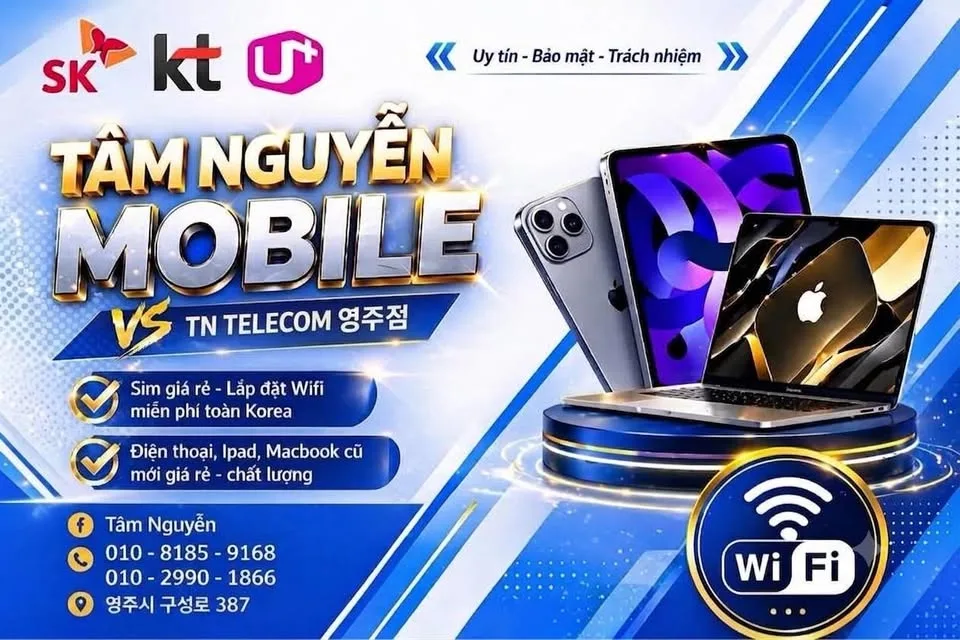 SK
kt
U+
Uy tín - Bảo mật - Trách nhiệm
TÂM NGUYỄN
MOBILE
VS TN TELECOM 영주점
Sim giá rẻ - Lắp đặt Wifi
miễn phí toàn Korea
Điện thoại, Ipad, Macbook cũ
mới giá rẻ - chất lượng
Tâm Nguyễn
010 - 8185 - 9168
010 - 2990 - 1866
영주시 구성로 387
Wi Fi